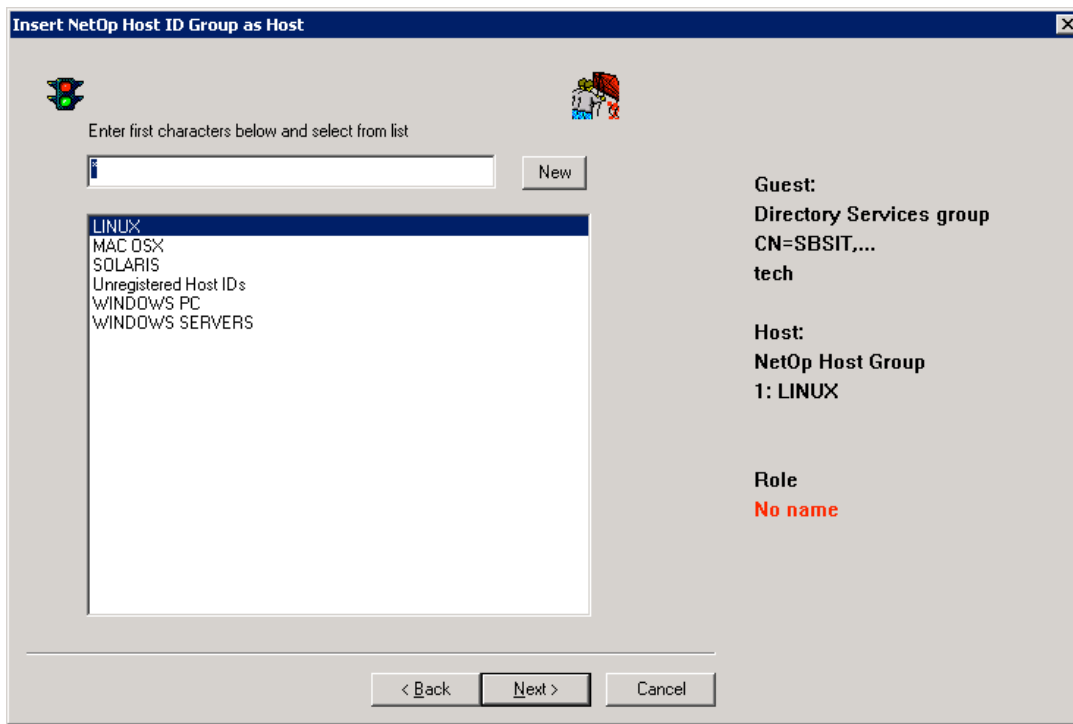 Insert NetOp Host ID Group as Host
Enter first characters below and select from list
*
New
LINUX
MAC OSX
SOLARIS
Unregistered Host IDs
WINDOWS PC
WINDOWS SERVERS
Guest:
Directory Services group
CN=SBSIT,...
tech
Host:
NetOp Host Group
1: LINUX
Role
No name
< Back
Next >
Cancel